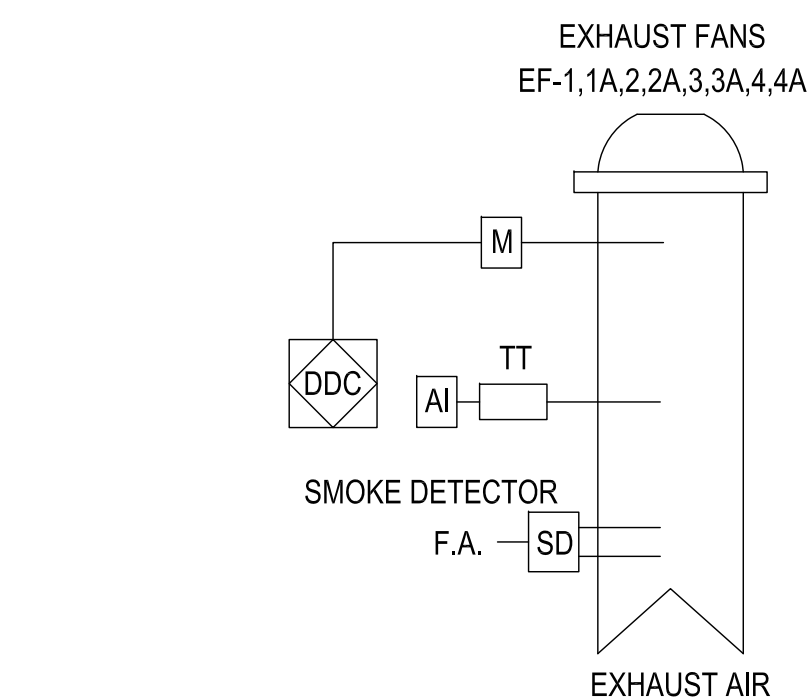 EXHAUST FANS
EF-1,1A,2,2A,3,3A,4,4A
M
TT
DDC
AI
SMOKE DETECTOR
F.A.
SD
EXHAUST AIR